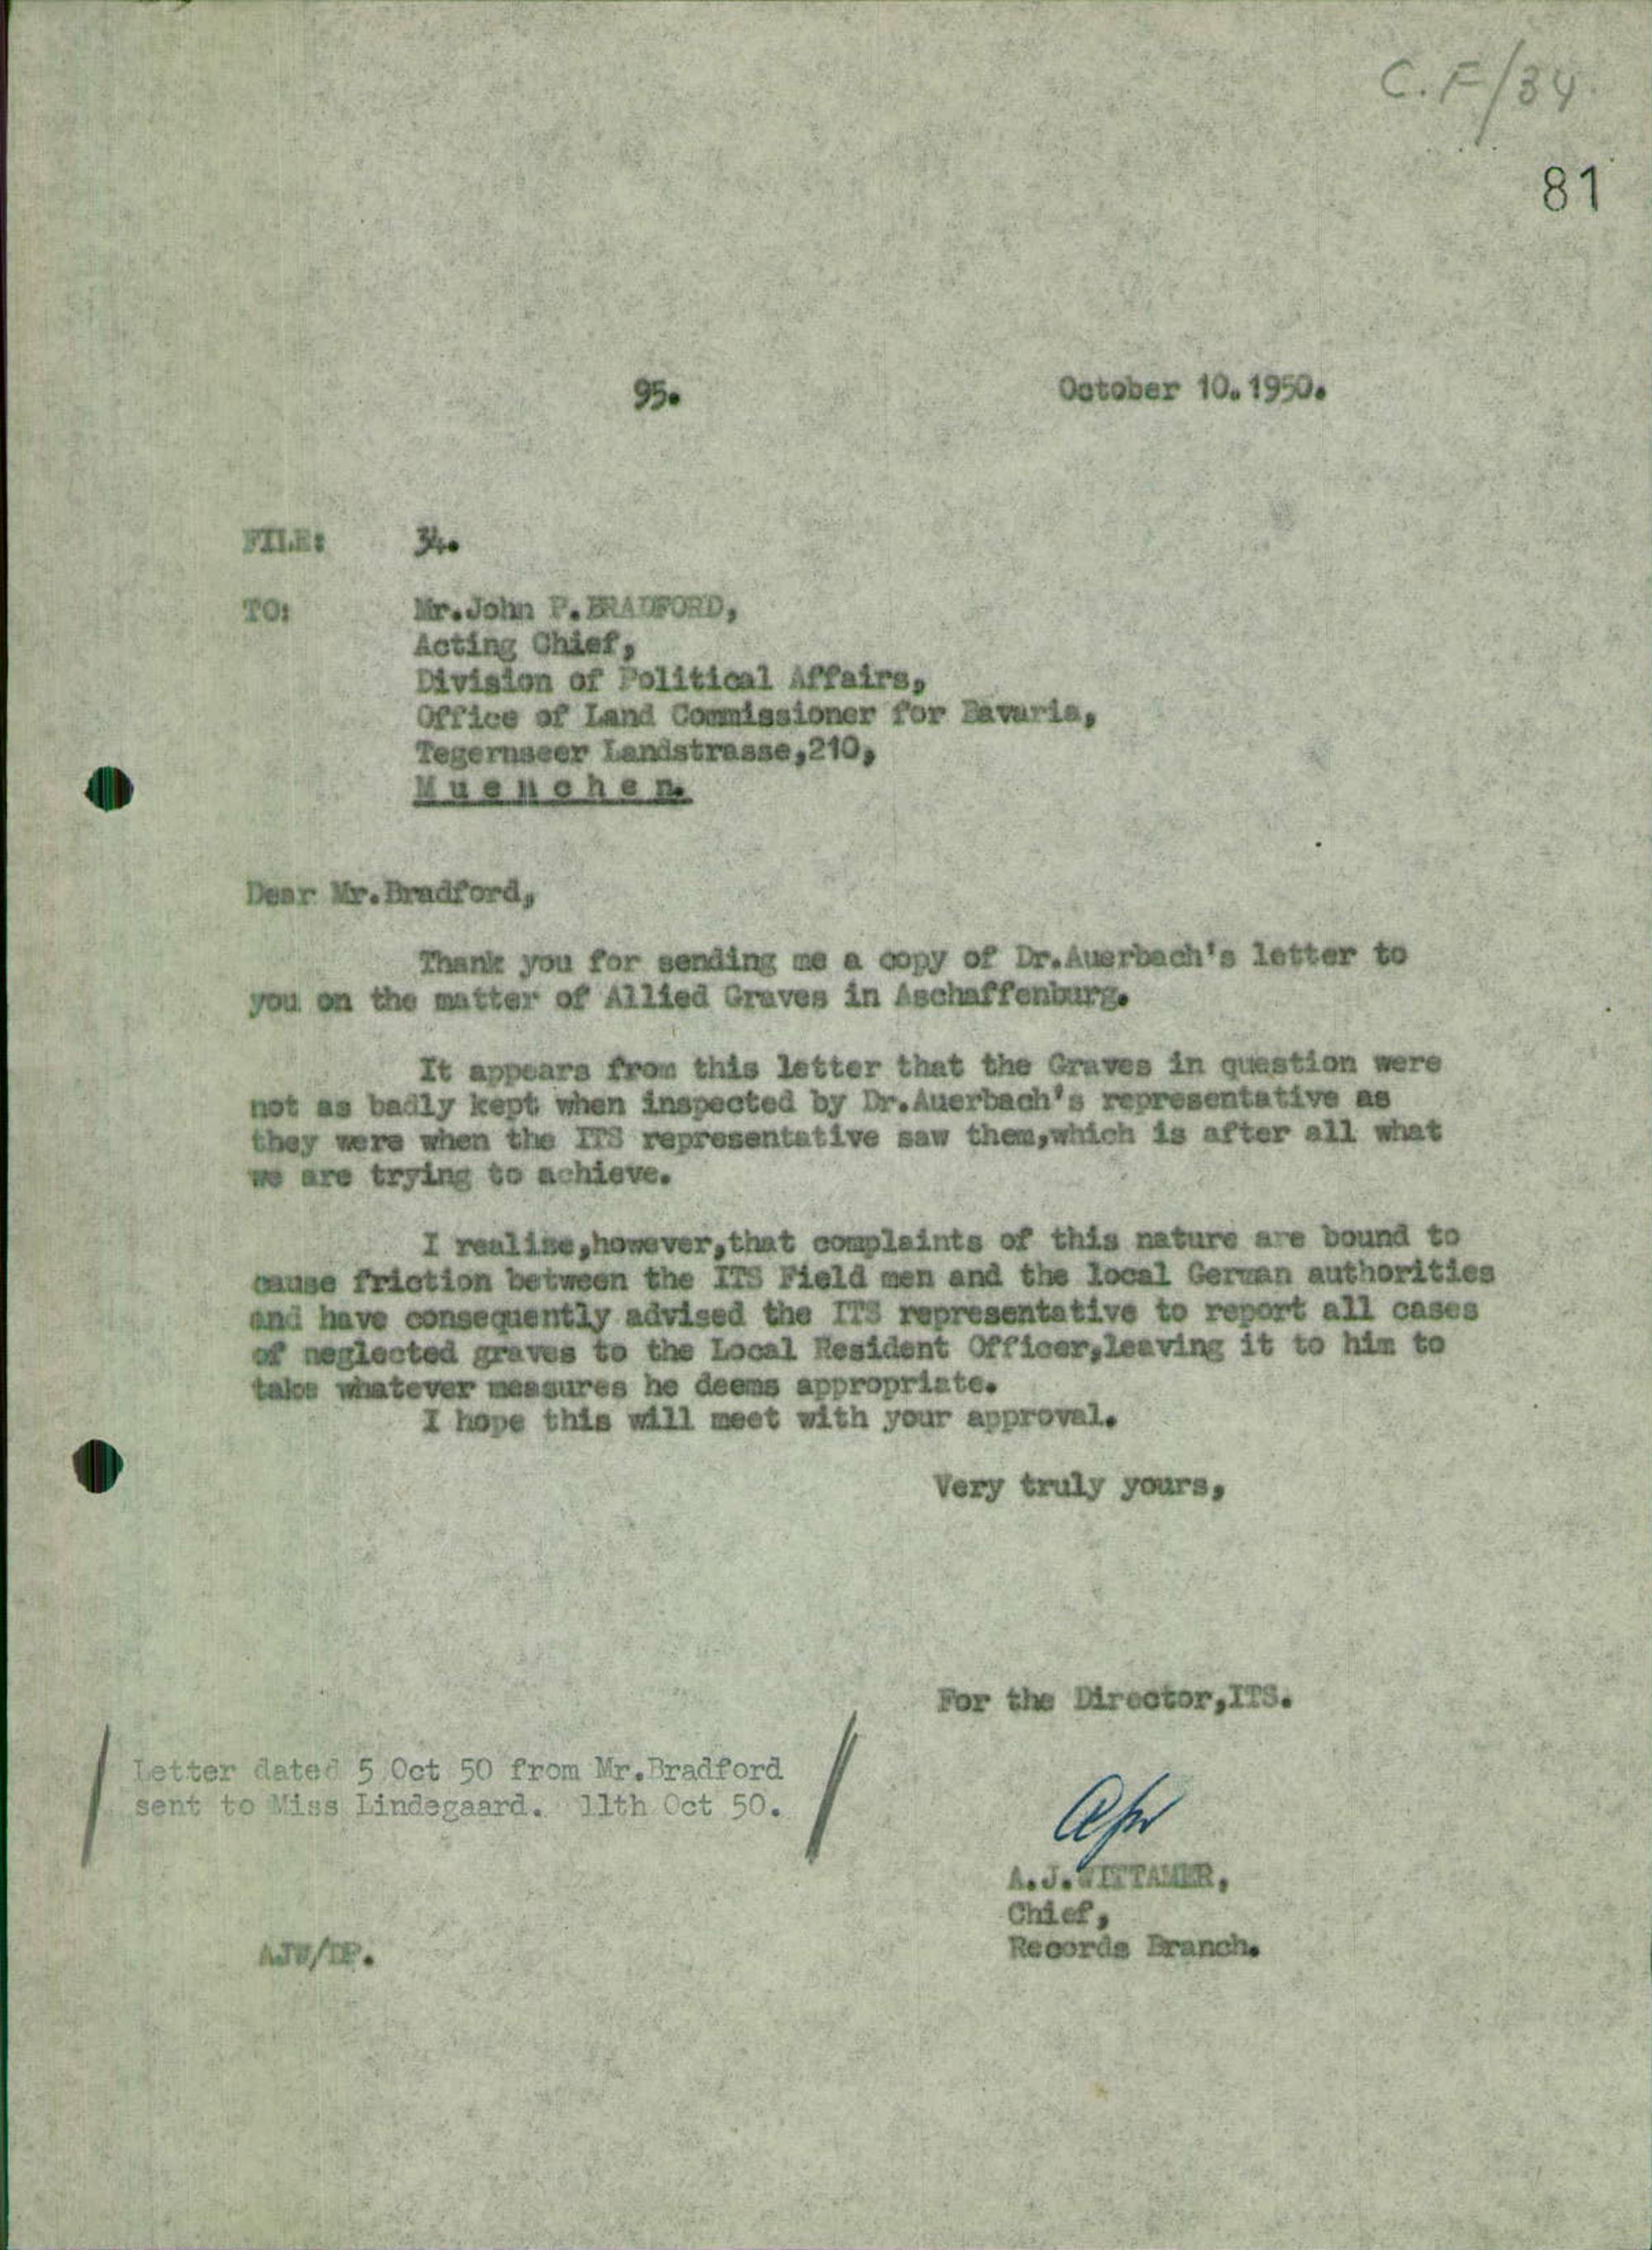 C.F/34.
81
95.
October 10. 1950.
FILE: 34.
TO: Mr.John P.BRADFORD,
Acting Chief,
Division of Political Affairs,
Office of Land Commissioner for Bavaria,
Tegernseer Landstrasse,210,
M u e n c h e n.
Dear Mr.Bradford,
Thank you for sending me a copy of Dr.Auerbach's letter to
you on the matter of Allied Graves in Aschaffenburg.
It appears from this letter that the Graves in question were
not as badly kept when inspected by Dr.Auerbach's representative as
they were when the ITS representative saw them,which is after all what
we are trying to achieve.
I realise,however,that complaints of this nature are bound to
cause friction between the ITS Field men and the local German authorities
and have consequently advised the ITS representative to report all cases
of neglected graves to the Local Resident Officer,leaving it to him to
take whatever measures he deems appropriate.
I hope this will meet with your approval.
Very truly yours,
For the Director,ITS.
Letter dated 5 Oct 50 from Mr.Bradford
sent to Miss Lindegaard. 11th Oct 50.
A.J.WITTAMER,
Chief,
Records Branch.